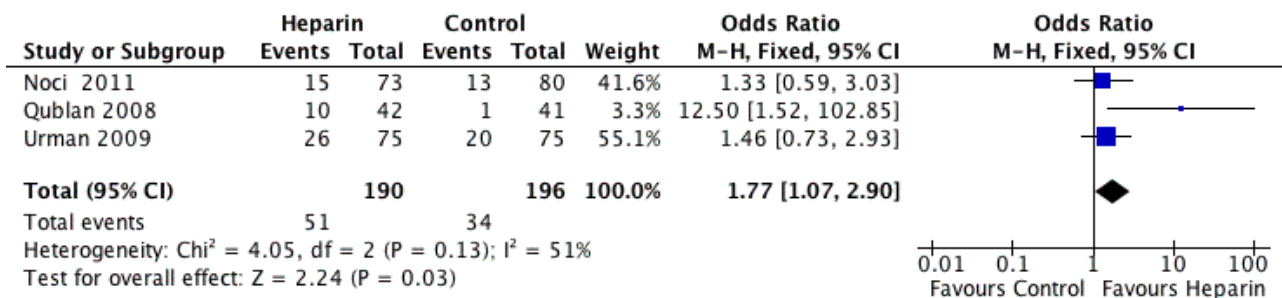 Heparin Control Odds Ratio Odds Ratio
Study or Subgroup Events Total Events Total Weight M-H, Fixed, 95% CI M-H, Fixed, 95% CI
Noci 2011 15 73 13 80 41.6% 1.33 [0.59, 3.03]
Qublan 2008 10 42 1 41 3.3% 12.50 [1.52, 102.85]
Urman 2009 26 75 20 75 55.1% 1.46 [0.73, 2.93]
Total (95% CI) 190 196 100.0% 1.77 [1.07, 2.90]
Total events 51 34
Heterogeneity: Chi² = 4.05, df = 2 (P = 0.13); I² = 51%
Test for overall effect: Z = 2.24 (P = 0.03)
0.01 0.1 1 10 100
Favours Control Favours Heparin